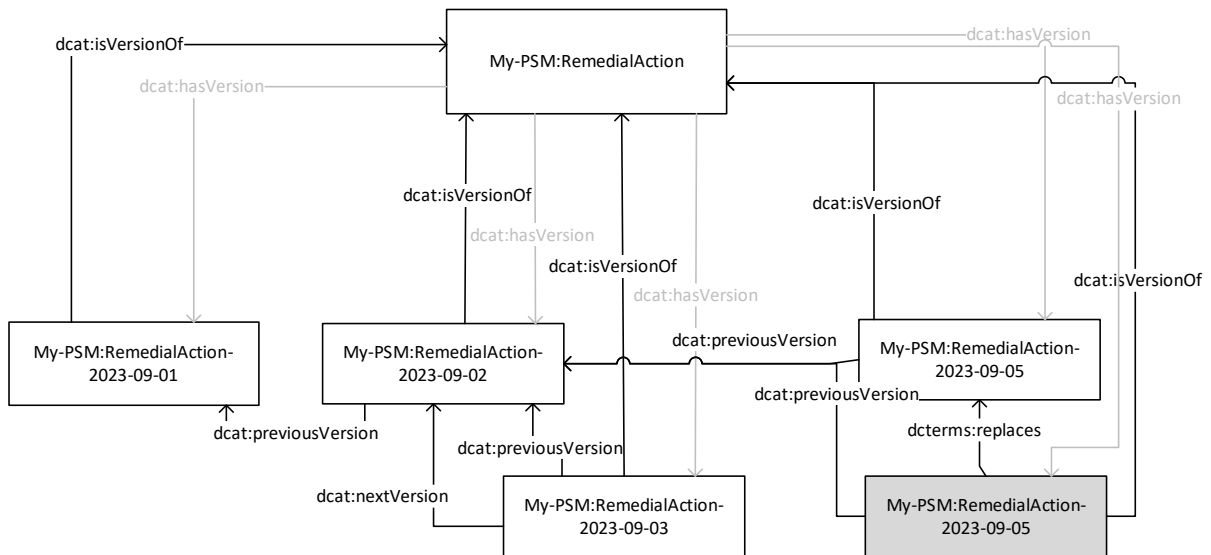 dcat:isVersionOf
My-PSM:RemedialAction
dcat:hasVersion
dcat:hasVersion
dcat:hasVersion
dcat:isVersionOf
dcat:isVersionOf
dcat:hasVersion
dcat:isVersionOf
dcat:isVersionOf
dcat:hasVersion
My-PSM:RemedialAction-
2023-09-01
My-PSM:RemedialAction-
2023-09-02
dcat:previousVersion
My-PSM:RemedialAction-
2023-09-05
dcat:previousVersion
dcat:previousVersion
dcat:previousVersion
dcterms:replaces
dcat:nextVersion
My-PSM:RemedialAction-
2023-09-03
My-PSM:RemedialAction-
2023-09-05